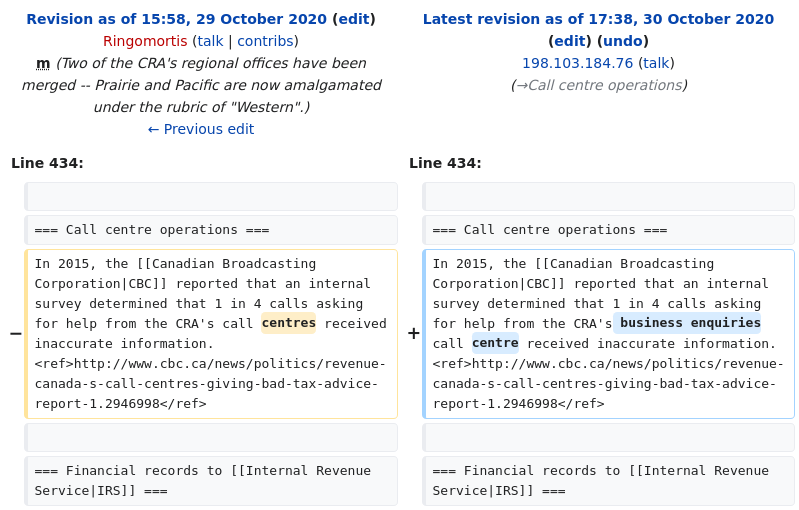 Revision as of 15:58, 29 October 2020 (edit)
Ringomortis (talk | contribs)
m (Two of the CRA's regional offices have been
merged -- Prairie and Pacific are now amalgamated
under the rubric of "Western".)
← Previous edit
Latest revision as of 17:38, 30 October 2020
(edit) (undo)
198.103.184.76 (talk)
(→Call centre operations)
Line 434:
Line 434:
=== Call centre operations ===
=== Call centre operations ===
− In 2015, the [[Canadian Broadcasting
Corporation|CBC]] reported that an internal
survey determined that 1 in 4 calls asking
for help from the CRA's call centres received
inaccurate information.
<ref>http://www.cbc.ca/news/politics/revenue-
canada-s-call-centres-giving-bad-tax-advice-
report-1.2946998</ref>
+ In 2015, the [[Canadian Broadcasting
Corporation|CBC]] reported that an internal
survey determined that 1 in 4 calls asking
for help from the CRA's business enquiries
call centre received inaccurate information.
<ref>http://www.cbc.ca/news/politics/revenue-
canada-s-call-centres-giving-bad-tax-advice-
report-1.2946998</ref>
=== Financial records to [[Internal Revenue
Service|IRS]] ===
=== Financial records to [[Internal Revenue
Service|IRS]] ===